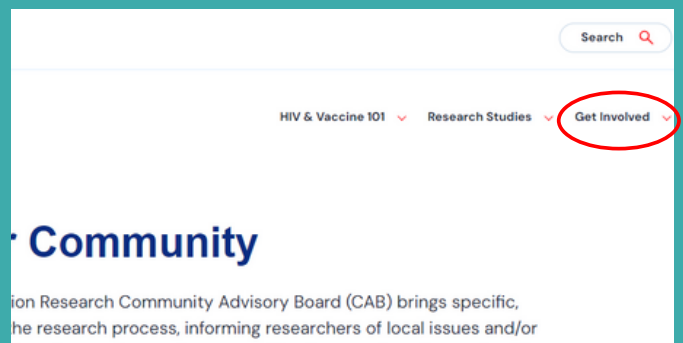 Search
HIV & Vaccine 101 Research Studies Get Involved
Community
Research Community Advisory Board (CAB) brings specific,
the research process, informing researchers of local issues and/or